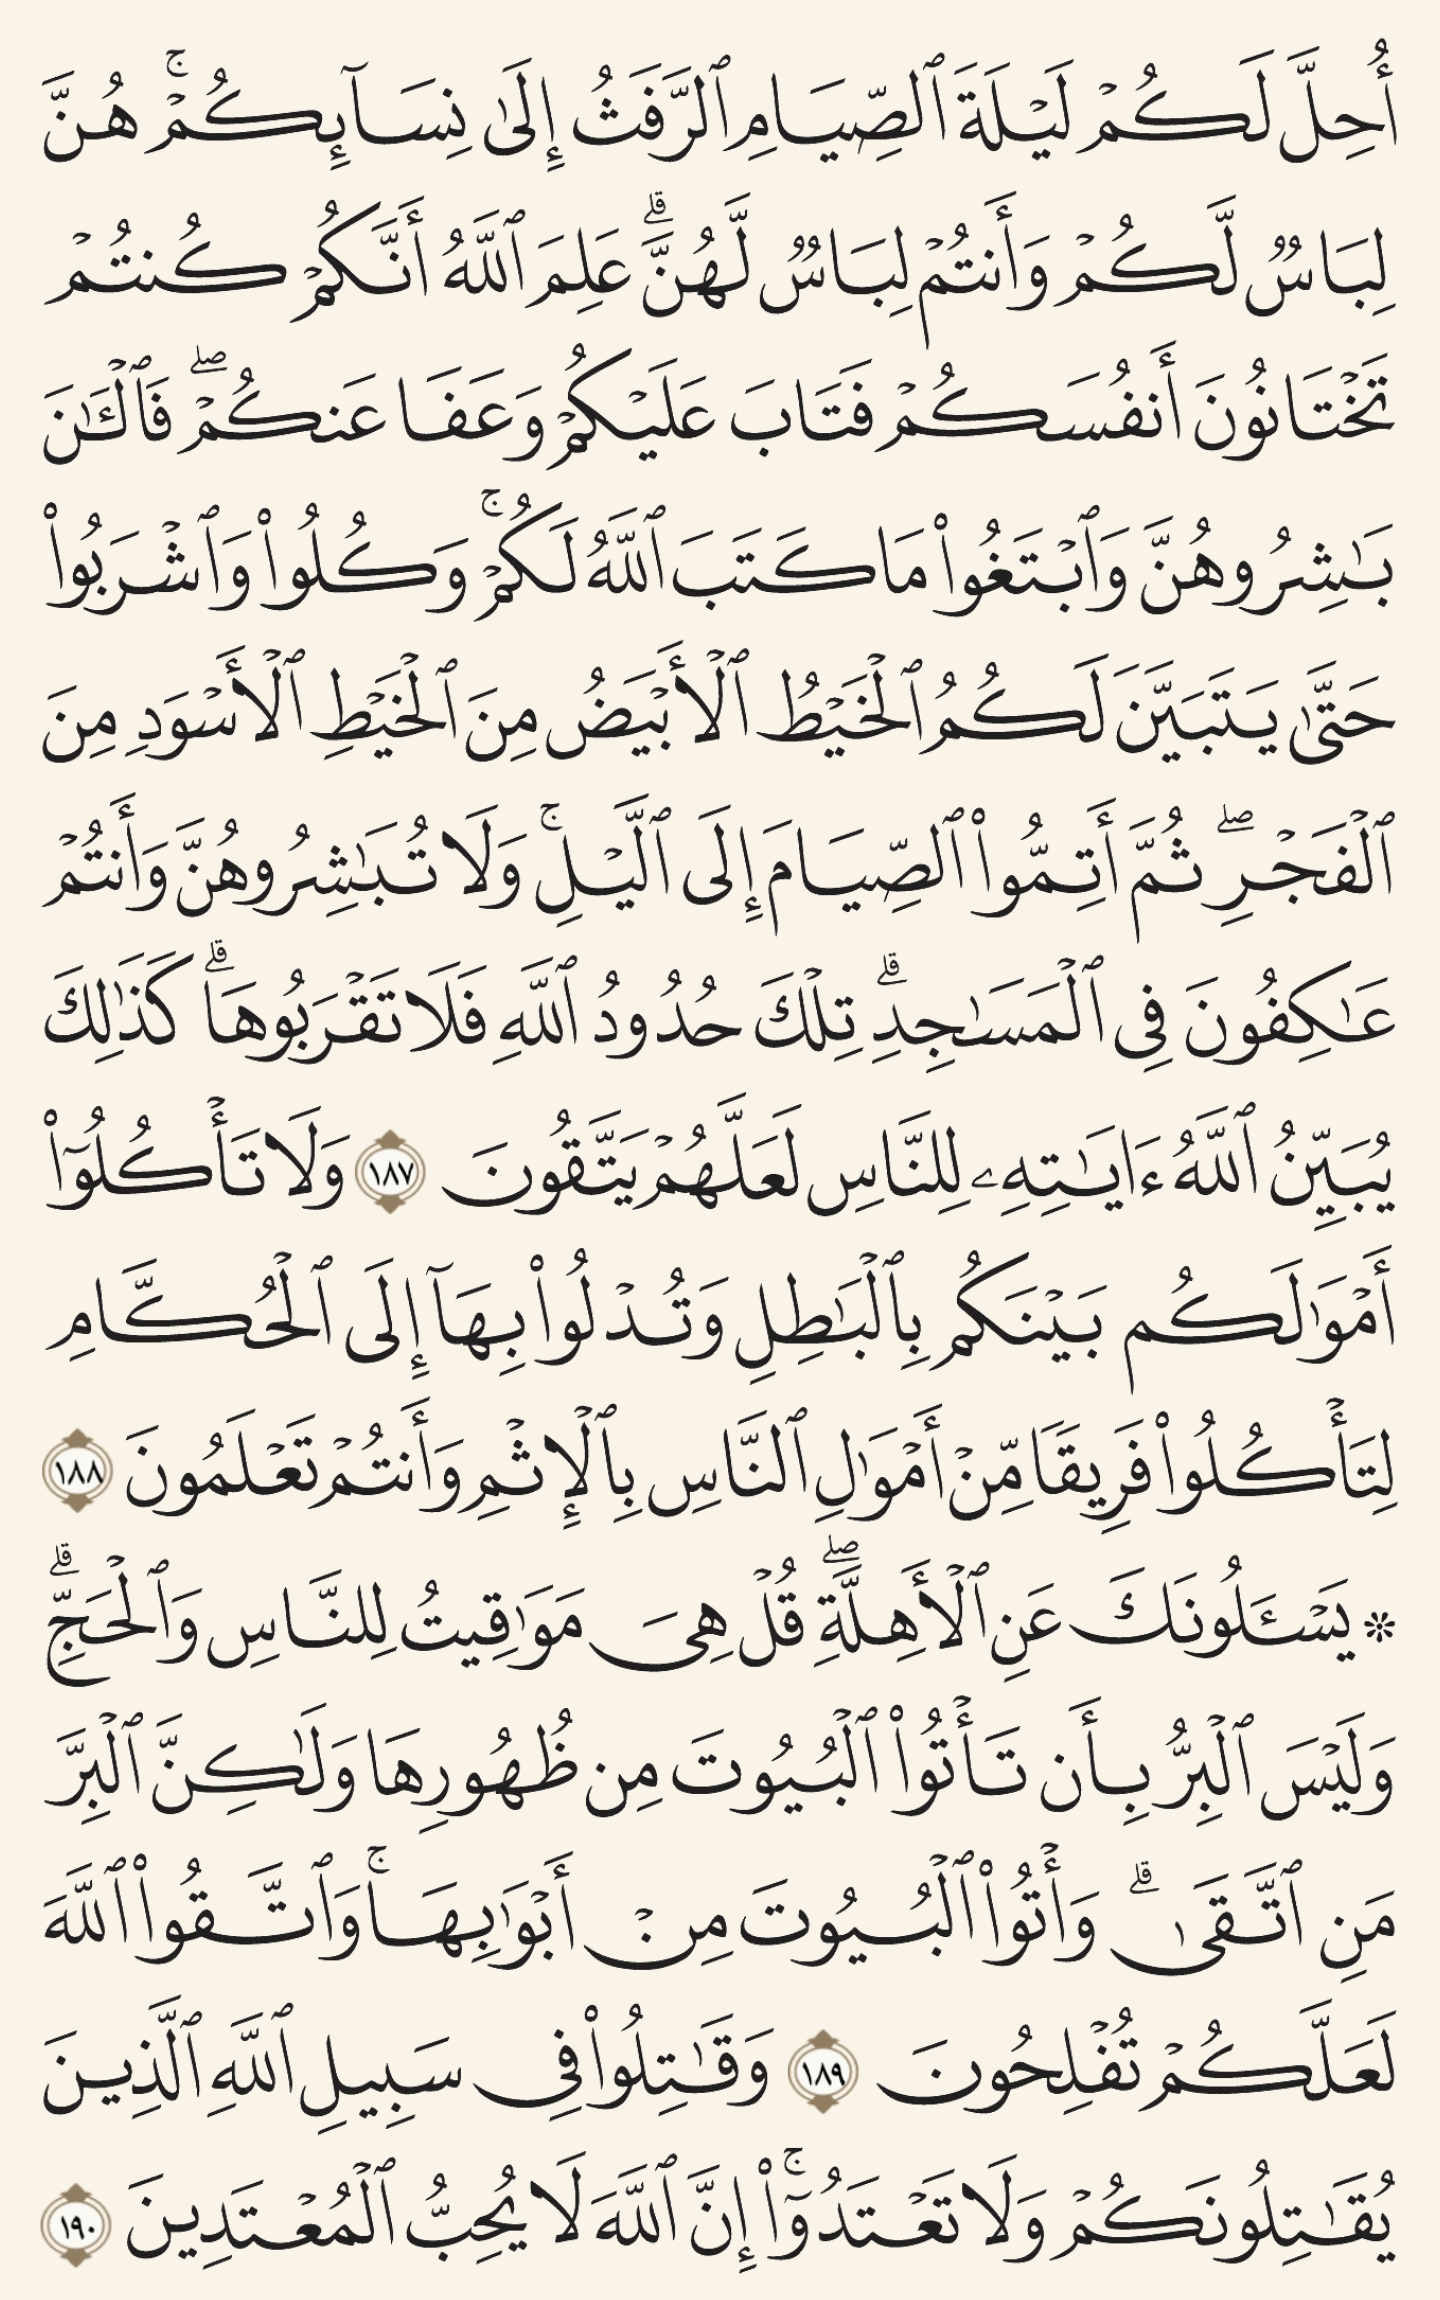 أُحِلَّ لَكُمۡ لَيۡلَةَ ٱلصِّيَامِ ٱلرَّفَثُ إِلَىٰ نِسَآئِكُمۡۚ هُنَّ
لِبَاسٞ لَّكُمۡ وَأَنتُمۡ لِبَاسٞ لَّهُنَّۗ عَلِمَ ٱللَّهُ أَنَّكُمۡ كُنتُمۡ
تَخۡتَانُونَ أَنفُسَكُمۡ فَتَابَ عَلَيۡكُمۡ وَعَفَا عَنكُمۡۖ فَٱلۡـَٰٔنَ
بَٰشِرُوهُنَّ وَٱبۡتَغُواْ مَا كَتَبَ ٱللَّهُ لَكُمۡۚ وَكُلُواْ وَٱشۡرَبُواْ
حَتَّىٰ يَتَبَيَّنَ لَكُمُ ٱلۡخَيۡطُ ٱلۡأَبۡيَضُ مِنَ ٱلۡخَيۡطِ ٱلۡأَسۡوَدِ مِنَ
ٱلۡفَجۡرِۖ ثُمَّ أَتِمُّواْ ٱلصِّيَامَ إِلَى ٱلَّيۡلِۚ وَلَا تُبَٰشِرُوهُنَّ وَأَنتُمۡ
عَٰكِفُونَ فِي ٱلۡمَسَٰجِدِۗ تِلۡكَ حُدُودُ ٱللَّهِ فَلَا تَقۡرَبُوهَاۗ كَذَٰلِكَ
يُبَيِّنُ ٱللَّهُ ءَايَٰتِهِۦ لِلنَّاسِ لَعَلَّهُمۡ يَتَّقُونَ ١٨٧ وَلَا تَأۡكُلُوٓاْ
أَمۡوَٰلَكُم بَيۡنَكُم بِٱلۡبَٰطِلِ وَتُدۡلُواْ بِهَآ إِلَى ٱلۡحُكَّامِ
لِتَأۡكُلُواْ فَرِيقٗا مِّنۡ أَمۡوَٰلِ ٱلنَّاسِ بِٱلۡإِثۡمِ وَأَنتُمۡ تَعۡلَمُونَ ١٨٨
۞ يَسۡـَٔلُونَكَ عَنِ ٱلۡأَهِلَّةِۖ قُلۡ هِيَ مَوَٰقِيتُ لِلنَّاسِ وَٱلۡحَجِّۗ
وَلَيۡسَ ٱلۡبِرُّ بِأَن تَأۡتُواْ ٱلۡبُيُوتَ مِن ظُهُورِهَا وَلَٰكِنَّ ٱلۡبِرَّ
مَنِ ٱتَّقَىٰۗ وَأۡتُواْ ٱلۡبُيُوتَ مِنۡ أَبۡوَٰبِهَاۚ وَٱتَّقُواْ ٱللَّهَ
لَعَلَّكُمۡ تُفۡلِحُونَ ١٨٩ وَقَٰتِلُواْ فِي سَبِيلِ ٱللَّهِ ٱلَّذِينَ
يُقَٰتِلُونَكُمۡ وَلَا تَعۡتَدُوٓاْۚ إِنَّ ٱللَّهَ لَا يُحِبُّ ٱلۡمُعۡتَدِينَ ١٩٠